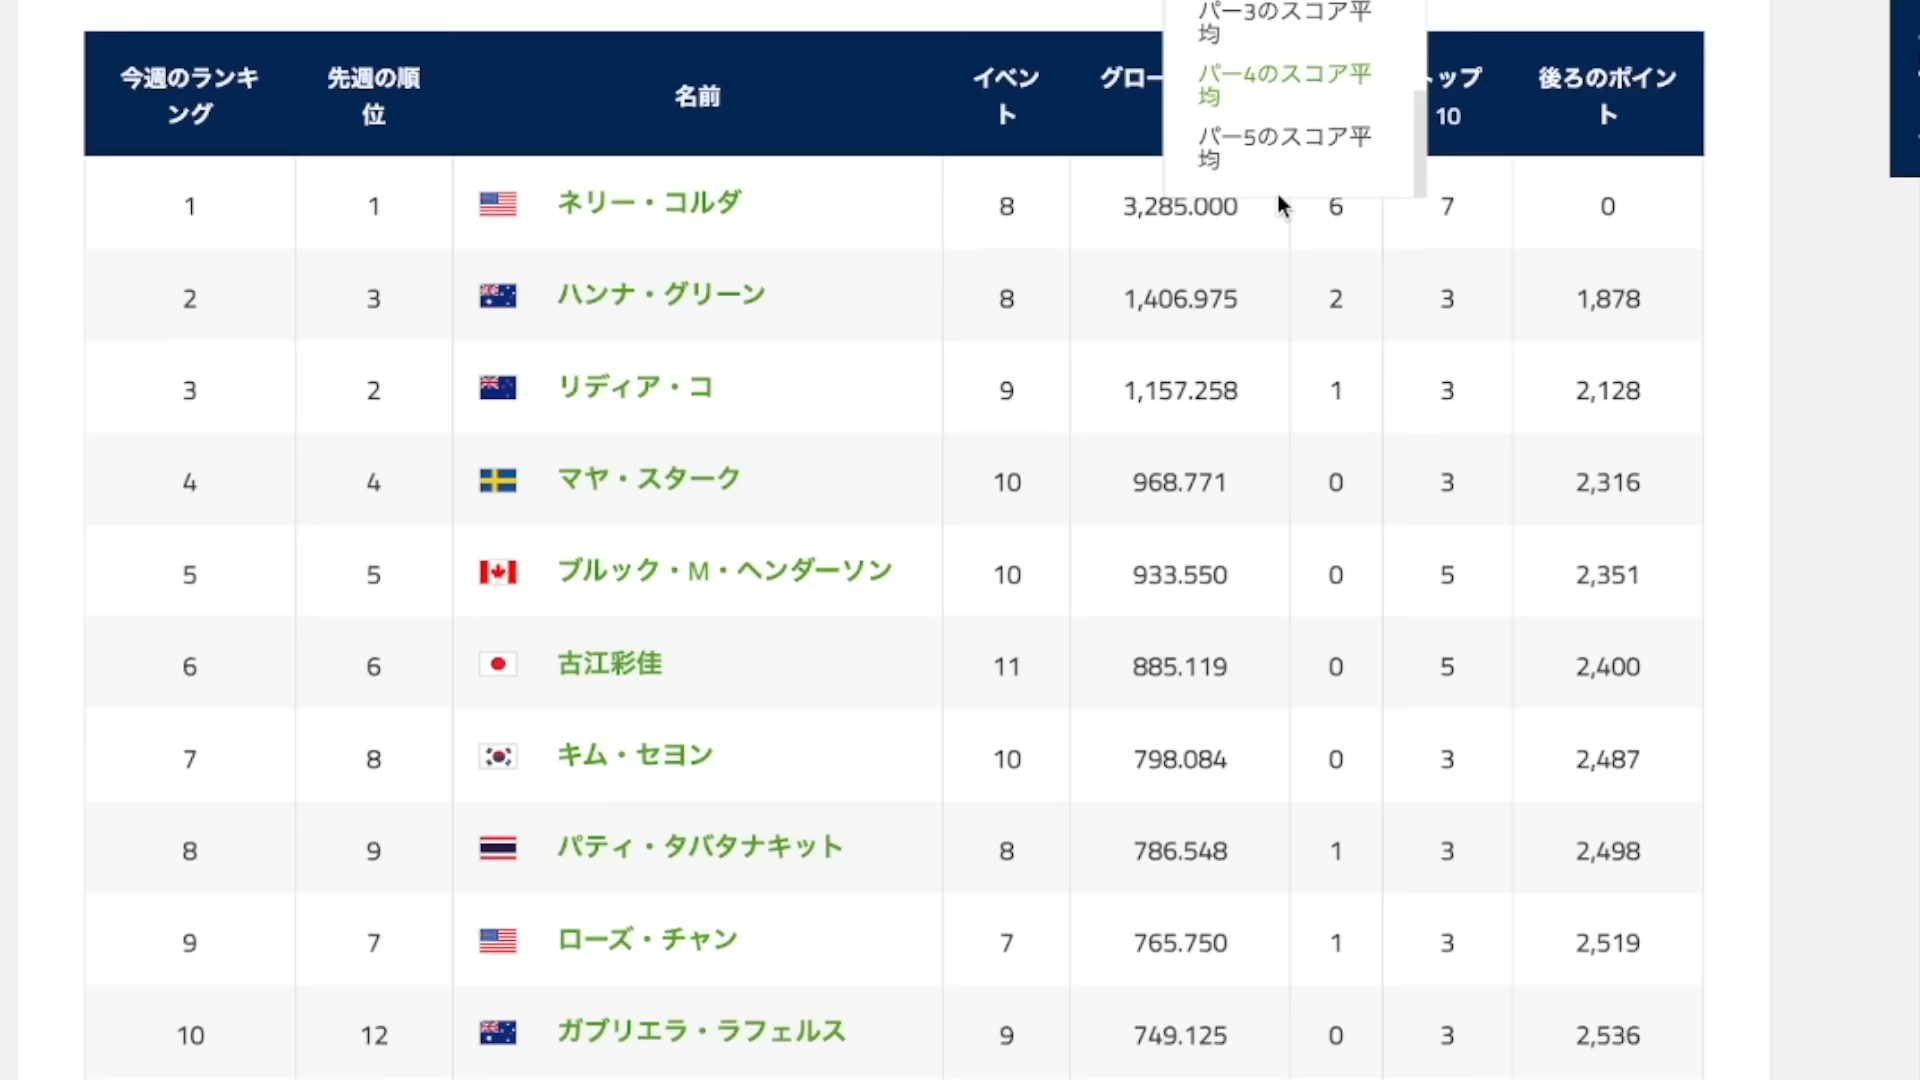 パー3のスコア平
均
パー4のスコア平
均
パー5のスコア平
均
今週のランキ
ング
先週の順
位
名前
イベン
ト
グロー
トップ
10
後ろのポイン
ト
1 1 ネリー・コルダ 8 3,285.000 6 7 0
2 3 ハンナ・グリーン 8 1,406.975 2 3 1,878
3 2 リディア・コ 9 1,157.258 1 3 2,128
4 4 マヤ・スターク 10 968.771 0 3 2,316
5 5 ブルック・M・ヘンダーソン 10 933.550 0 5 2,351
6 6 古江彩佳 11 885.119 0 5 2,400
7 8 キム・セヨン 10 798.084 0 3 2,487
8 9 パティ・タバタナキット 8 786.548 1 3 2,498
9 7 ローズ・チャン 7 765.750 1 3 2,519
10 12 ガブリエラ・ラフェルス 9 749.125 0 3 2,536